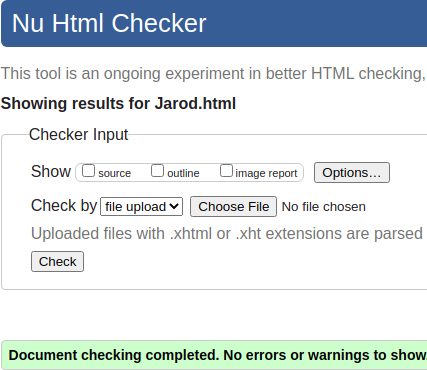 Nu Html Checker
This tool is an ongoing experiment in better HTML checking,
Showing results for Jarod.html
Checker Input
Show source outline image report Options...
Check by file upload Choose File No file chosen
Uploaded files with .xhtml or .xht extensions are parsed
Check
Document checking completed. No errors or warnings to show.